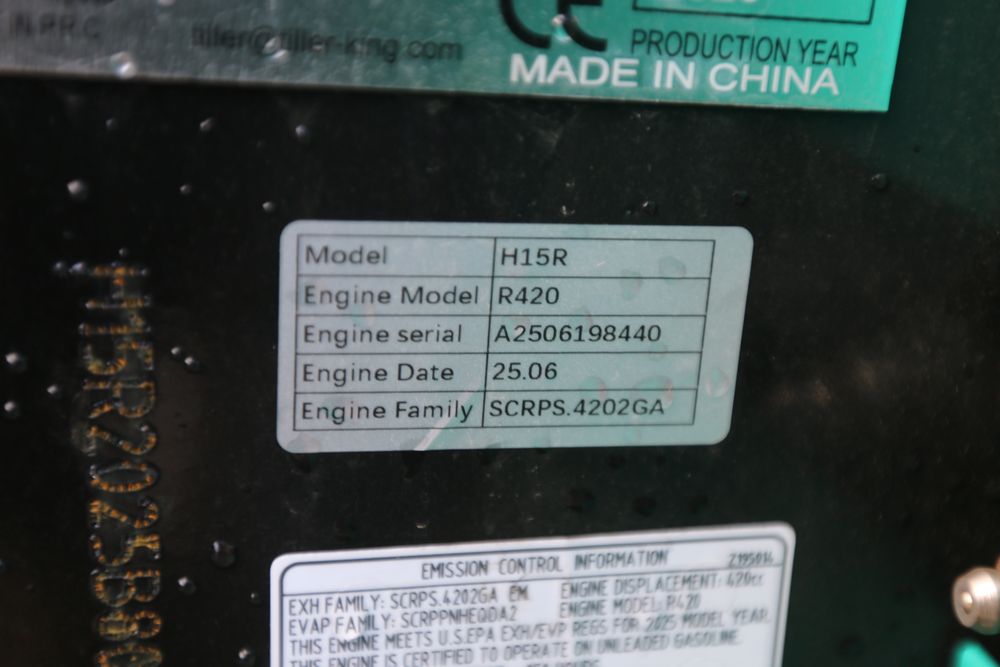 IN P.R.C
tiller@tiller-king.com
CE
PRODUCTION YEAR
MADE IN CHINA
Model H15R
Engine Model R420
Engine serial A2506198440
Engine Date 25.06
Engine Family SCRPS.4202GA
H15R2025B80
EMISSION CONTROL INFORMATION
EXH FAMILY: SCRPS.4202GA EM ENGINE DISPLACEMENT: 420cc
EVAP FAMILY: SCRPPNHEQDA2 ENGINE MODEL: R420
THIS ENGINE MEETS U.S.EPA EXH/EVP REGS FOR 2025 MODEL YEAR.
THIS ENGINE IS CERTIFIED TO OPERATE ON UNLEADED GASOLINE.